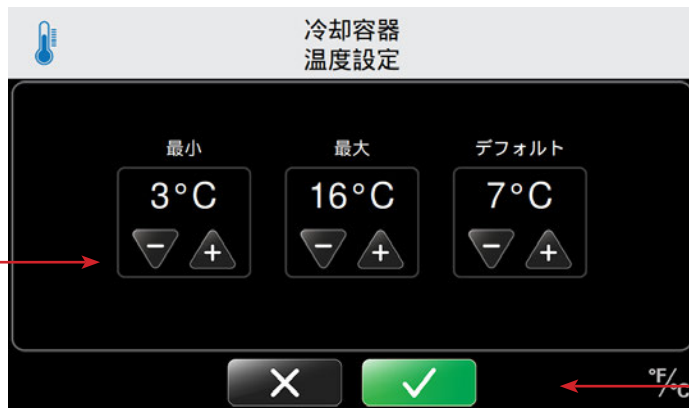 冷却容器
温度設定
最小 最大 デフォルト
3°C 16°C 7°C
− + − + − +
°F/°C